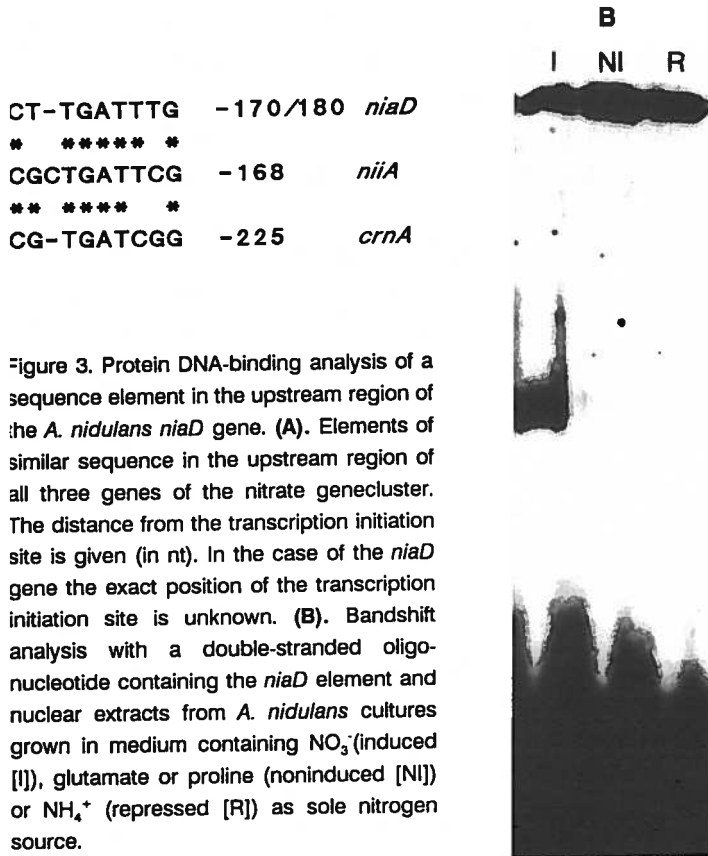 B
I NI R
CT-TGATTTG -170/180 niaD
* ***** *
CGCTGATTCG -168 niiA
** **** *
CG-TGATCGG -225 crnA
Figure 3. Protein DNA-binding analysis of a
sequence element in the upstream region of
the A. nidulans niaD gene. (A). Elements of
similar sequence in the upstream region of
all three genes of the nitrate genecluster.
The distance from the transcription initiation
site is given (in nt). In the case of the niaD
gene the exact position of the transcription
initiation site is unknown. (B). Bandshift
analysis with a double-stranded oligo-
nucleotide containing the niaD element and
nuclear extracts from A. nidulans cultures
grown in medium containing NO₃⁻(induced
[I]), glutamate or proline (noninduced [NI])
or NH₄⁺ (repressed [R]) as sole nitrogen
source.